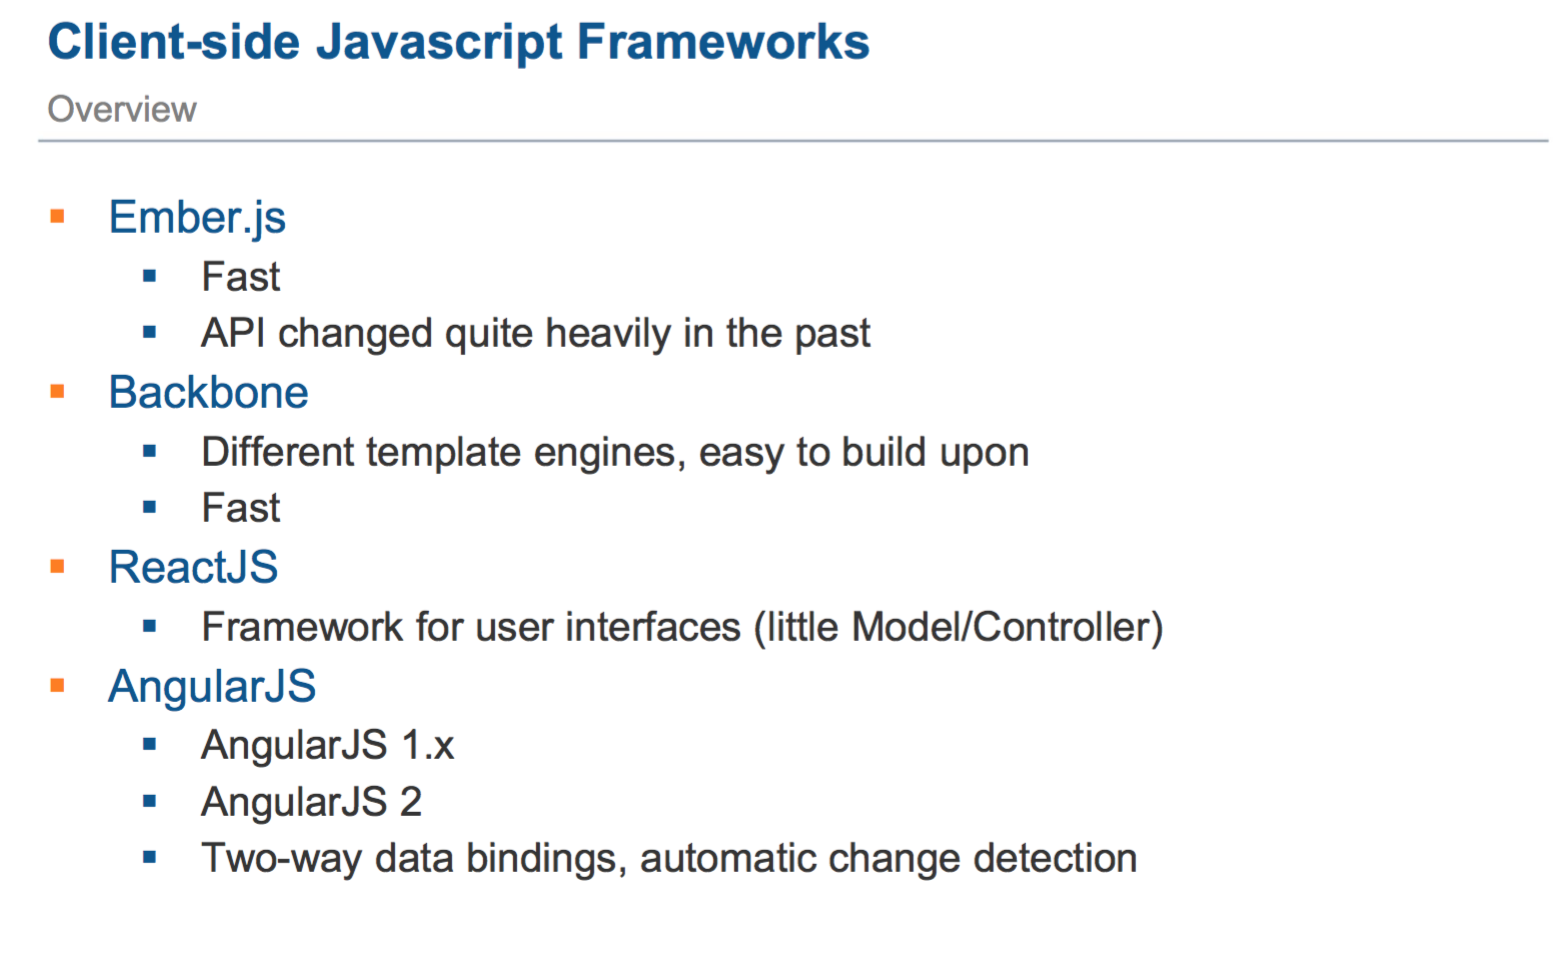 Client-side Javascript Frameworks
Overview
Ember.js
Fast
API changed quite heavily in the past
Backbone
Different template engines, easy to build upon
Fast
ReactJS
Framework for user interfaces (little Model/Controller)
AngularJS
AngularJS 1.x
AngularJS 2
Two-way data bindings, automatic change detection